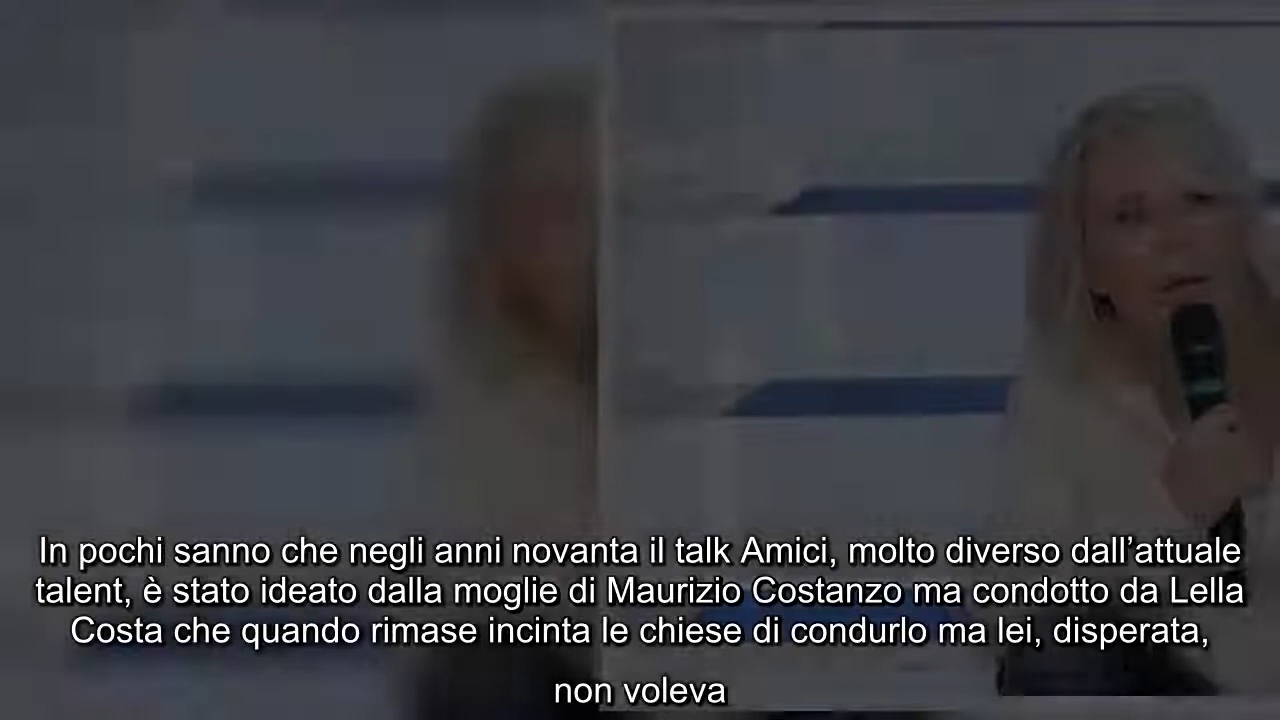 In pochi sanno che negli anni novanta il talk Amici, molto diverso dall’attuale
talent, è stato ideato dalla moglie di Maurizio Costanzo ma condotto da Lella
Costa che quando rimase incinta le chiese di condurlo ma lei, disperata,
non voleva